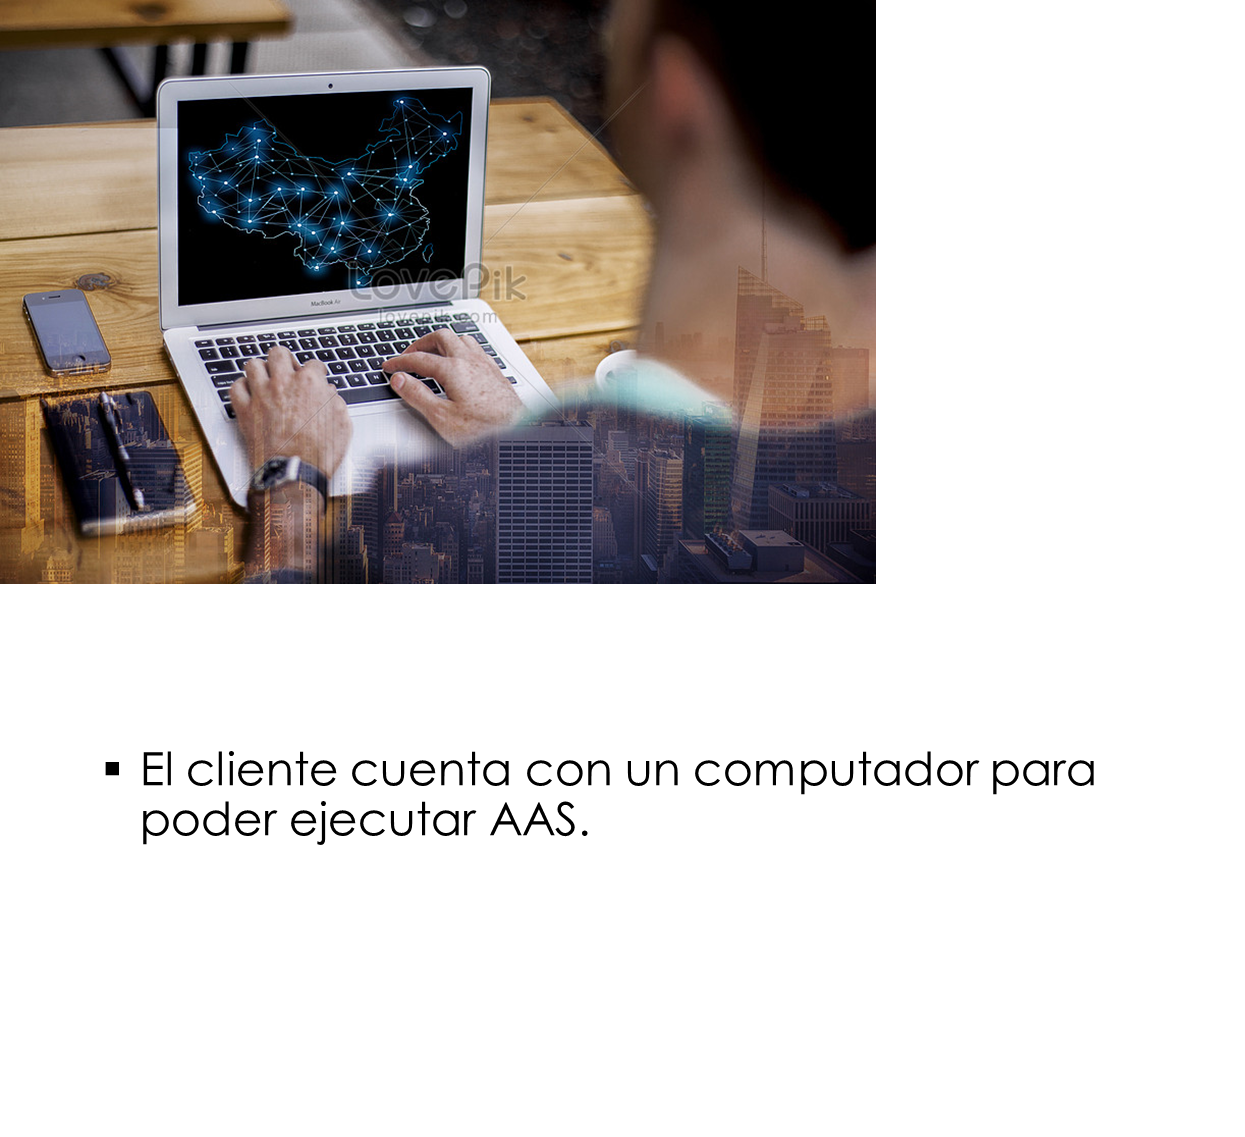 MacBook Air
LovePik
lovepik.com
▪ El cliente cuenta con un computador para
poder ejecutar AAS.